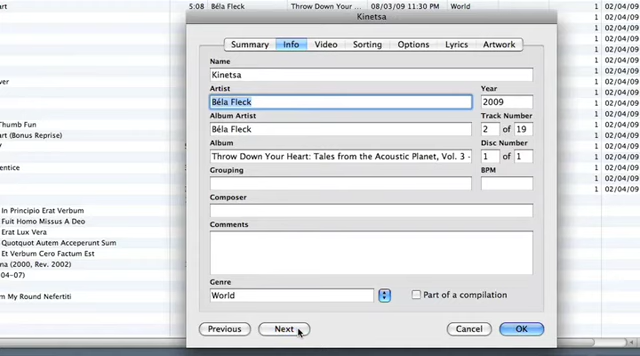 art 5:08 Béla Fleck Throw Down Your Hear... 08/03/09 11:30 PM World 1 02/04/09
Kinetsa
Summary Info Video Sorting Options Lyrics Artwork
Name
Kinetsa
Artist Year
Béla Fleck 2009
Album Artist Track Number
Béla Fleck 2 of 19
Album Disc Number
Throw Down Your Heart: Tales from the Acoustic Planet, Vol. 3 - 1 of 1
Grouping BPM
Composer
Comments
Genre
World Part of a compilation
Previous Next Cancel OK
Thumb Fun
art (Bonus Reprise)
entice
In Principio Erat Verbum
Fuit Homo Missus A Deo
Erat Lux Vera
Quotquot Autem Acceperunt Sum
Et Verbum Cero Factum Est
ma (2000, Rev. 2002)
04-07)
m My Round Nefertiti